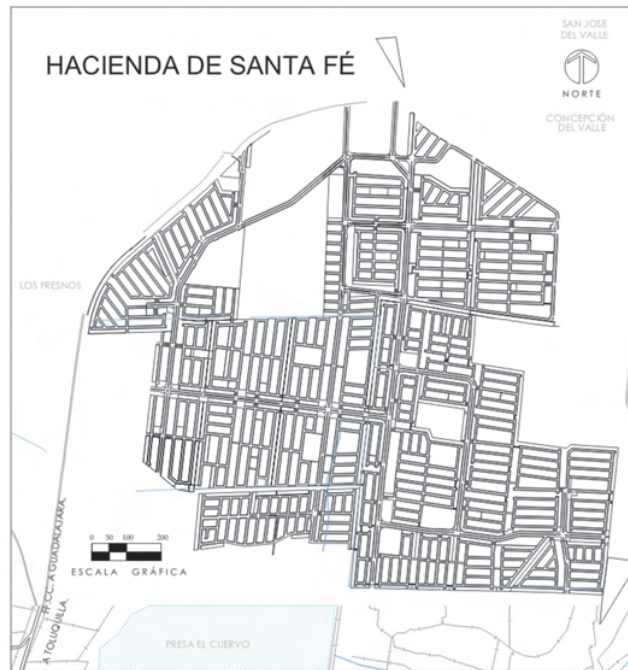 SAN JOSE
DEL VALLE
HACIENDA DE SANTA FÉ
NORTE
CONCEPCIÓN
DEL VALLE
LOS FRESNOS
0 50 100 200
ESCALA GRÁFICA
FF.CC. A GUADALAJARA.
A TOLUQUILLA.
PRESA EL CUERVO